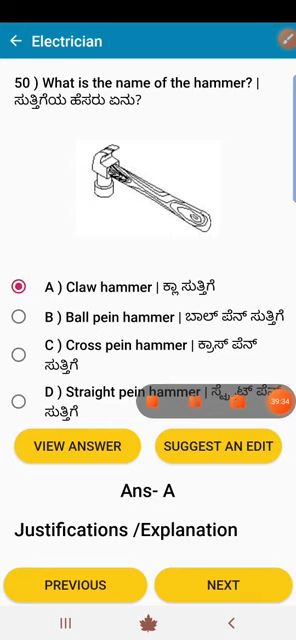 Electrician
50 ) What is the name of the hammer? |
ಸುತ್ತಿಗೆಯ ಹೆಸರು ಏನು?
A ) Claw hammer | ಕ್ಲಾ ಸುತ್ತಿಗೆ
B ) Ball pein hammer | ಬಾಲ್ ಪೆನ್ ಸುತ್ತಿಗೆ
C ) Cross pein hammer | ಕ್ರಾಸ್ ಪೆನ್
ಸುತ್ತಿಗೆ
D ) Straight pein hammer |
ಸುತ್ತಿಗೆ
39:34
VIEW ANSWER
SUGGEST AN EDIT
Ans- A
Justifications /Explanation
PREVIOUS
NEXT